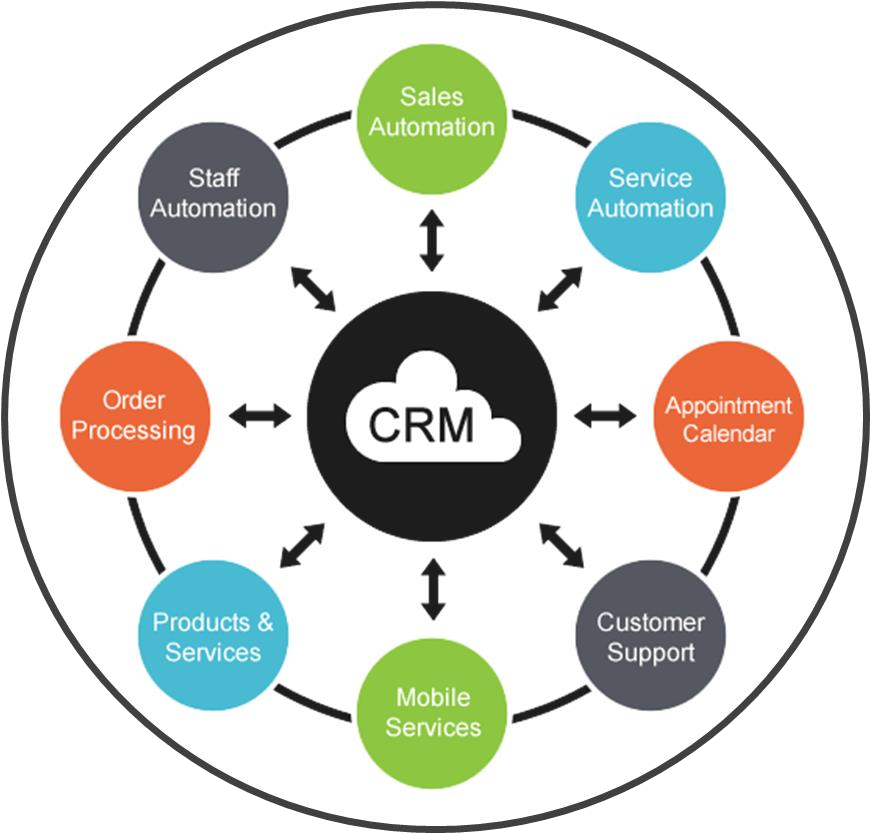 Sales
Automation
Service
Automation
Appointment
Calendar
Customer
Support
Mobile
Services
Products &
Services
Order
Processing
Staff
Automation
CRM